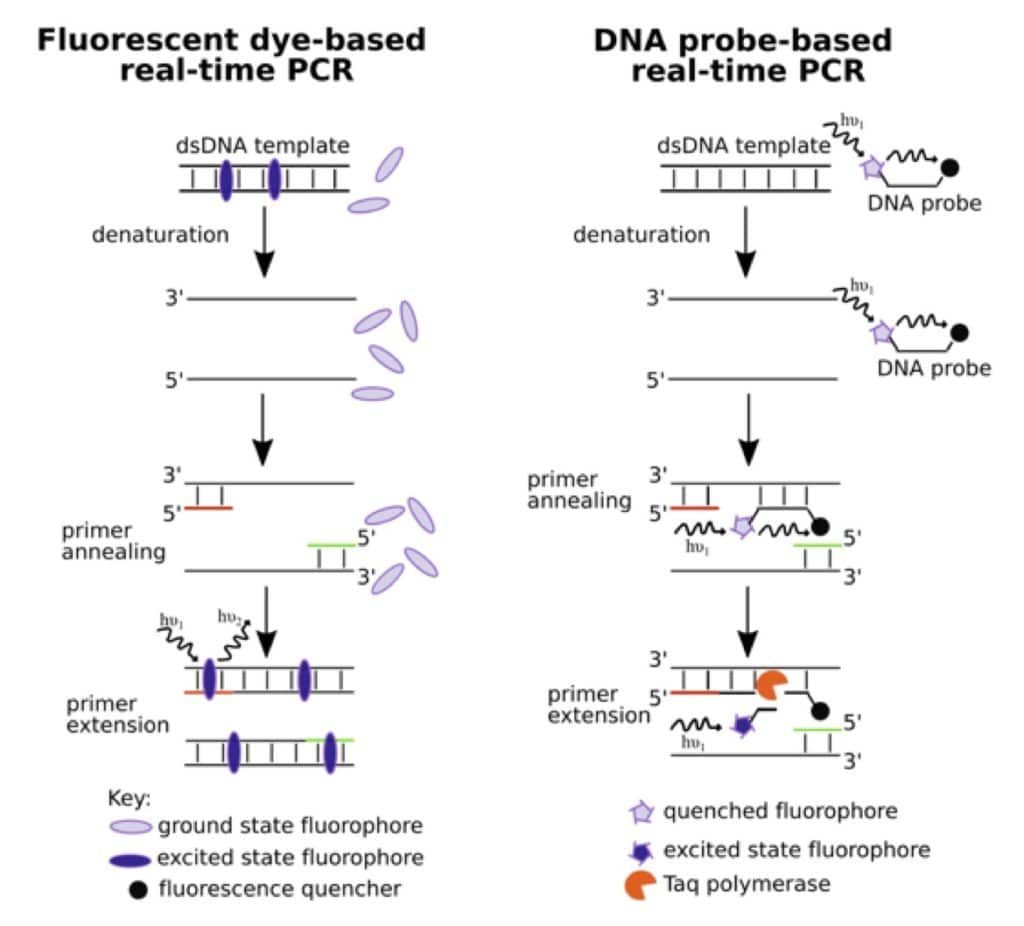 Fluorescent dye-based
real-time PCR
dsDNA template
denaturation
3'
5'
3'
5'
primer
annealing
5'
3'
hυ₁
hυ₂
primer
extension
Key:
ground state fluorophore
excited state fluorophore
fluorescence quencher
DNA probe-based
real-time PCR
hυ₁
dsDNA template
DNA probe
denaturation
3'
hυ₁
DNA probe
5'
primer
annealing
3'
5'
hυ₁
5'
3'
3'
primer
extension
5'
hυ₁
5'
3'
quenched fluorophore
excited state fluorophore
Taq polymerase